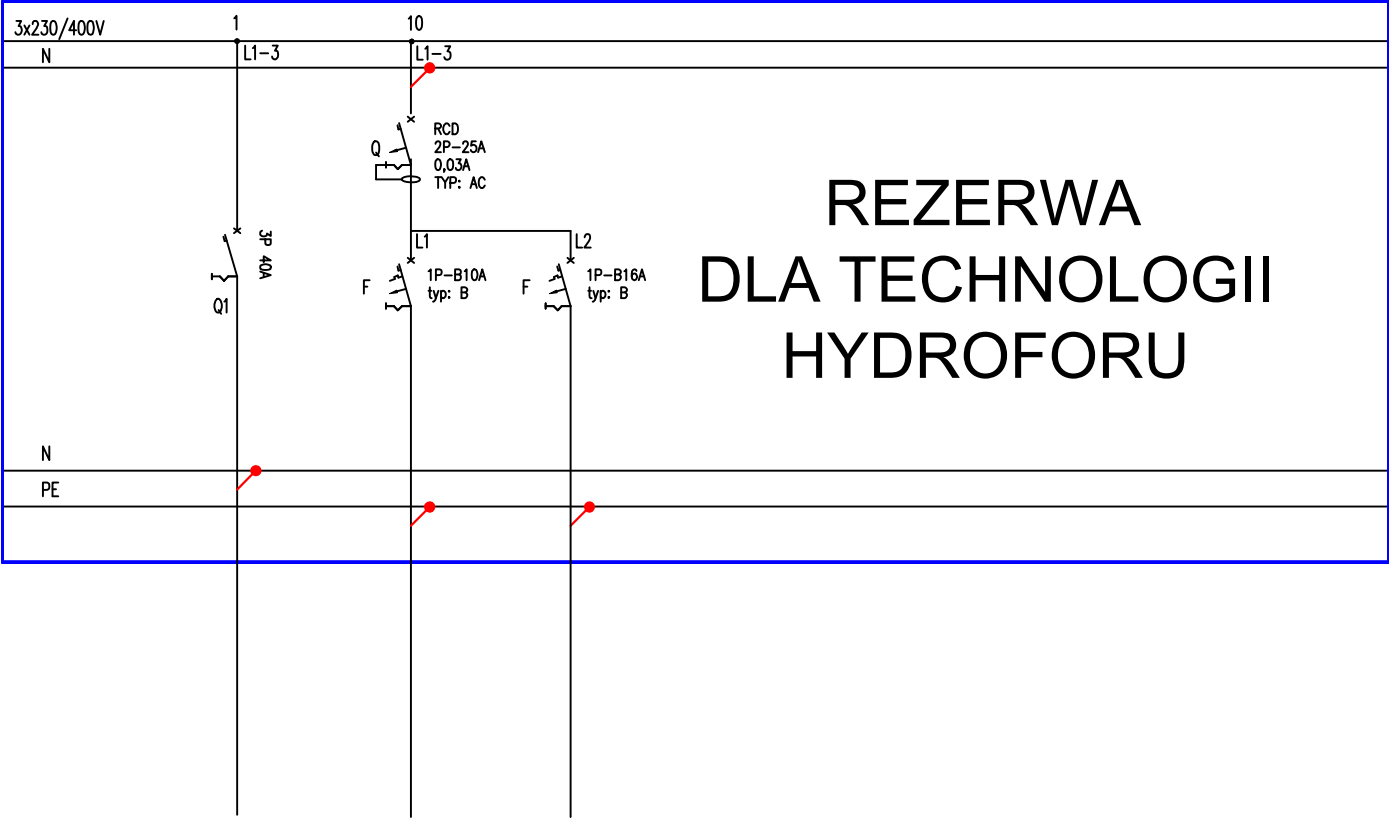 3x230/400V
1
10
N
L1-3
L1-3
RCD
Q
2P-25A
0,03A
TYP: AC
REZERWA
DLA TECHNOLOGII
HYDROFORU
3P 40A
Q1
L1
L2
F
1P-B10A
typ: B
F
1P-B16A
typ: B
N
PE